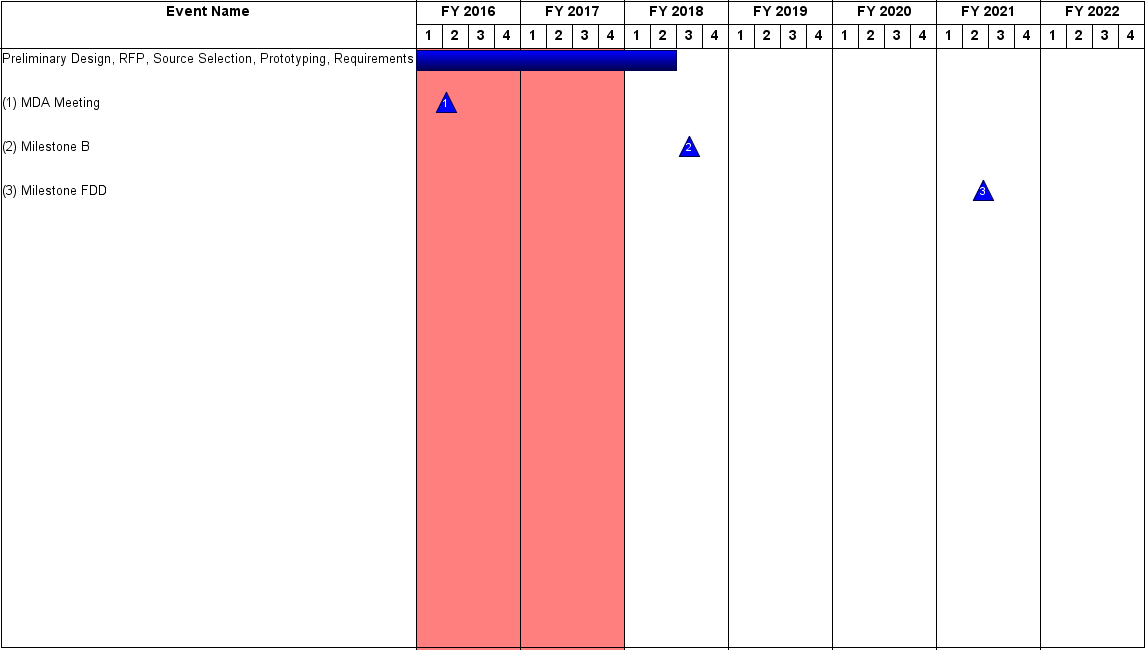 Event Name FY 2016 FY 2017 FY 2018 FY 2019 FY 2020 FY 2021 FY 2022
1 2 3 4 1 2 3 4 1 2 3 4 1 2 3 4 1 2 3 4 1 2 3 4 1 2 3 4
Preliminary Design, RFP, Source Selection, Prototyping, Requirements
(1) MDA Meeting 1
(2) Milestone B 2
(3) Milestone FDD 3